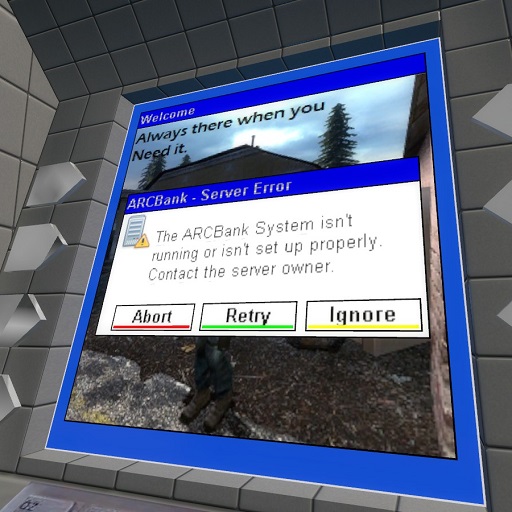 Welcome
Always there when you
Need it.
ARCBank - Server Error
The ARCBank System isn't
running or isn't set up properly.
Contact the server owner.
Abort
Retry
Ignore